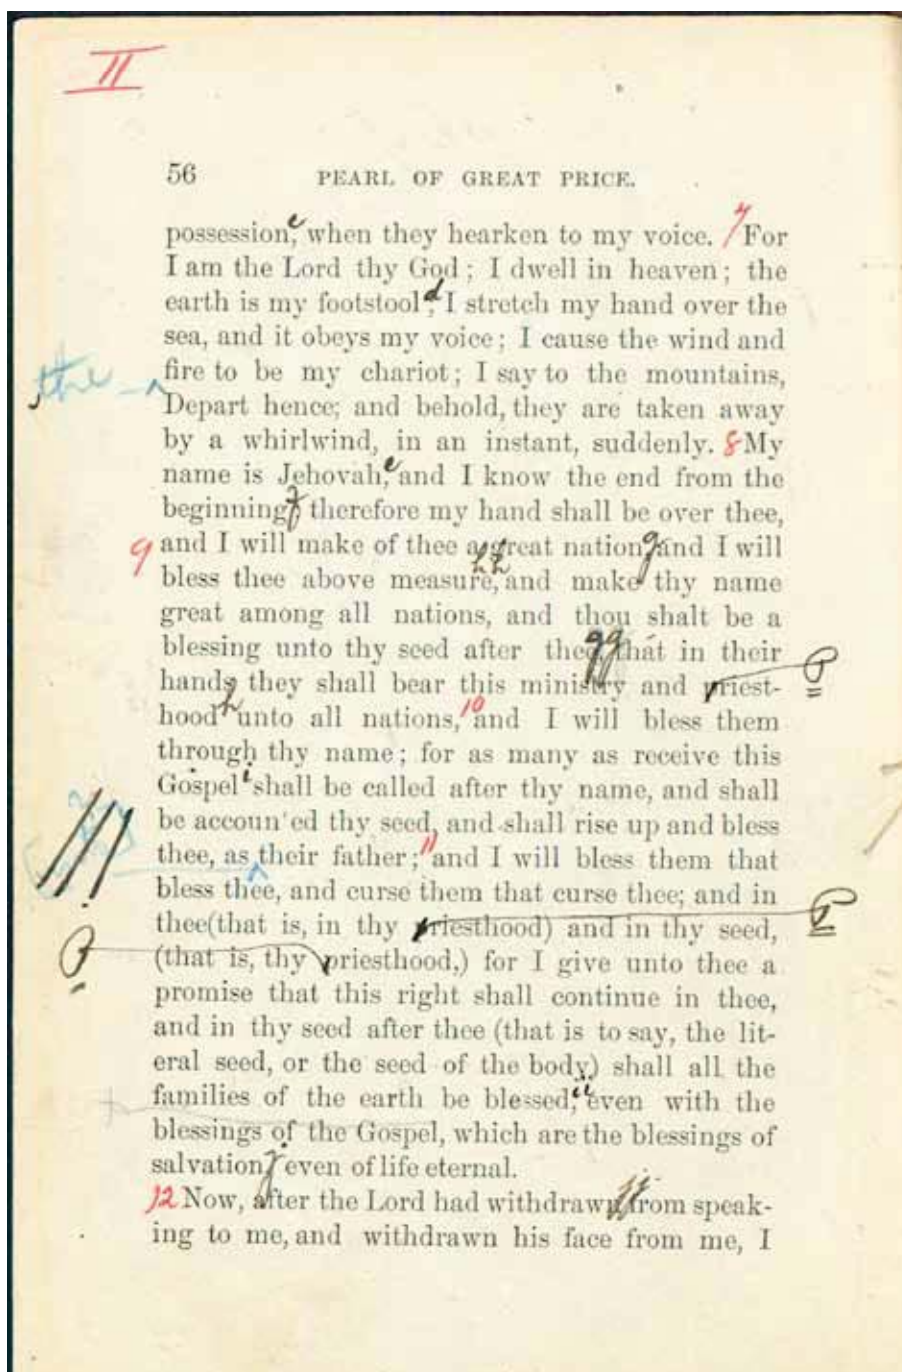 II
56 PEARL OF GREAT PRICE.
possession,c when they hearken to my voice. 7 For
I am the Lord thy God; I dwell in heaven; the
earth is my footstool;d I stretch my hand over the
sea, and it obeys my voice; I cause the wind and
the
fire to be my chariot; I say to the mountains,
Depart hence; and behold, they are taken away
by a whirlwind, in an instant, suddenly. 8 My
name is Jehovah,e and I know the end from the
beginning;f therefore my hand shall be over thee,
9 and I will make of thee a great nation,g and I will
bless thee above measure,hh and make thy name
great among all nations, and thou shalt be a
blessing unto thy seed after thee,gg that in their
hands they shall bear this ministry and priest- P
hoodh unto all nations, 10 and I will bless them
through thy name; for as many as receive this
Gospeli shall be called after thy name, and shall
be accoun'ed thy seed, and shall rise up and bless
thee, as their father; 11 and I will bless them that
bless thee, and curse them that curse thee; and in
thee (that is, in thy priesthood) and in thy seed, P
P (that is, thy priesthood,) for I give unto thee a
promise that this right shall continue in thee,
and in thy seed after thee (that is to say, the lit-
eral seed, or the seed of the body) shall all the
families of the earth be blessed,ii even with the
blessings of the Gospel, which are the blessings of
salvation,j even of life eternal.
12 Now, after the Lord had withdrawnjj from speak-
ing to me, and withdrawn his face from me, I